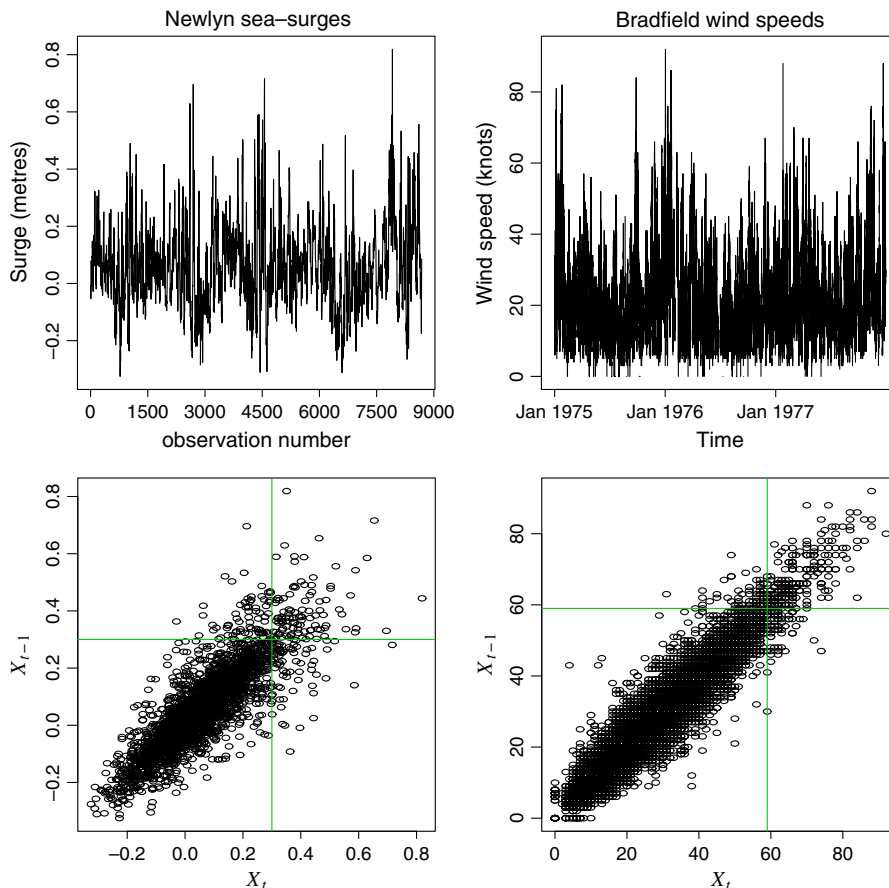 Newlyn sea–surges
Surge (metres)
0.8
0.6
0.4
0.2
0.0
−0.2
0 1500 3000 4500 6000 7500 9000
observation number
Bradfield wind speeds
Wind speed (knots)
80
60
40
20
0
Jan 1975 Jan 1976 Jan 1977
Time
X t−1
0.8
0.6
0.4
0.2
0.0
−0.2
−0.2 0.0 0.2 0.4 0.6 0.8
X t
X t−1
80
60
40
20
0
0 20 40 60 80
X t